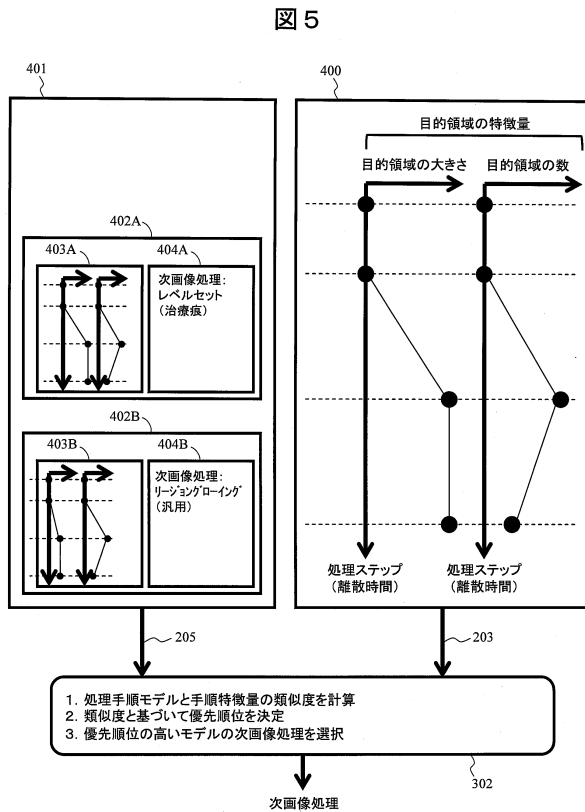 図５
401
402A
403A
404A
次画像処理：
レベルセット
（治療痕）
402B
403B
404B
次画像処理：
ﾘｰｼﾞｮﾝｸﾞﾛｰｲﾝｸﾞ
（汎用）
400
目的領域の特徴量
目的領域の大きさ
目的領域の数
処理ステップ
（離散時間）
処理ステップ
（離散時間）
205
203
1. 処理手順モデルと手順特徴量の類似度を計算
2. 類似度と基づいて優先順位を決定
3. 優先順位の高いモデルの次画像処理を選択
302
次画像処理